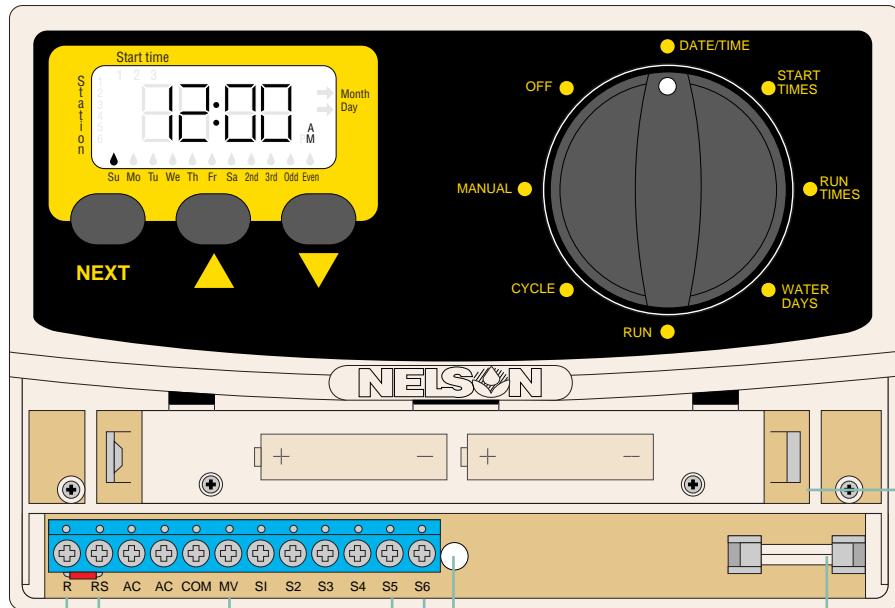 Start time
1 2 3
Station
1
2
3
4
5
6
12:00
AM
P
Month
Day
Su Mo Tu We Th Fr Sa 2nd 3rd Odd Even
NEXT
DATE/TIME
START TIMES
RUN TIMES
WATER DAYS
RUN
CYCLE
MANUAL
OFF
NELSON
+ − + --
R RS AC AC COM MV SI S2 S3 S4 S5 S6